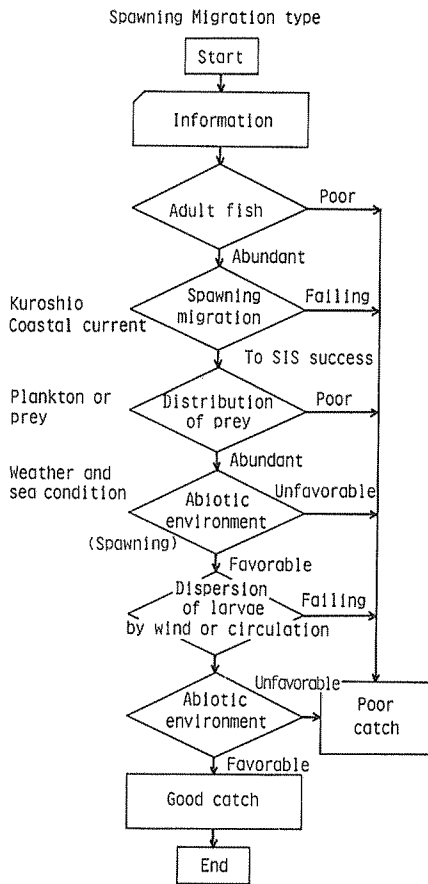 Spawning Migration type
Start
Information
Adult fish
Poor
Abundant
Kuroshio
Coastal current
Spawning
migration
Failing
To SIS success
Plankton or
prey
Distribution
of prey
Poor
Abundant
Weather and
sea condition
Abiotic
environment
Unfavorable
(Spawning)
Favorable
Dispersion
of larvae
by wind or circulation
Failing
Abiotic
environment
Unfavorable
Poor
catch
Favorable
Good catch
End